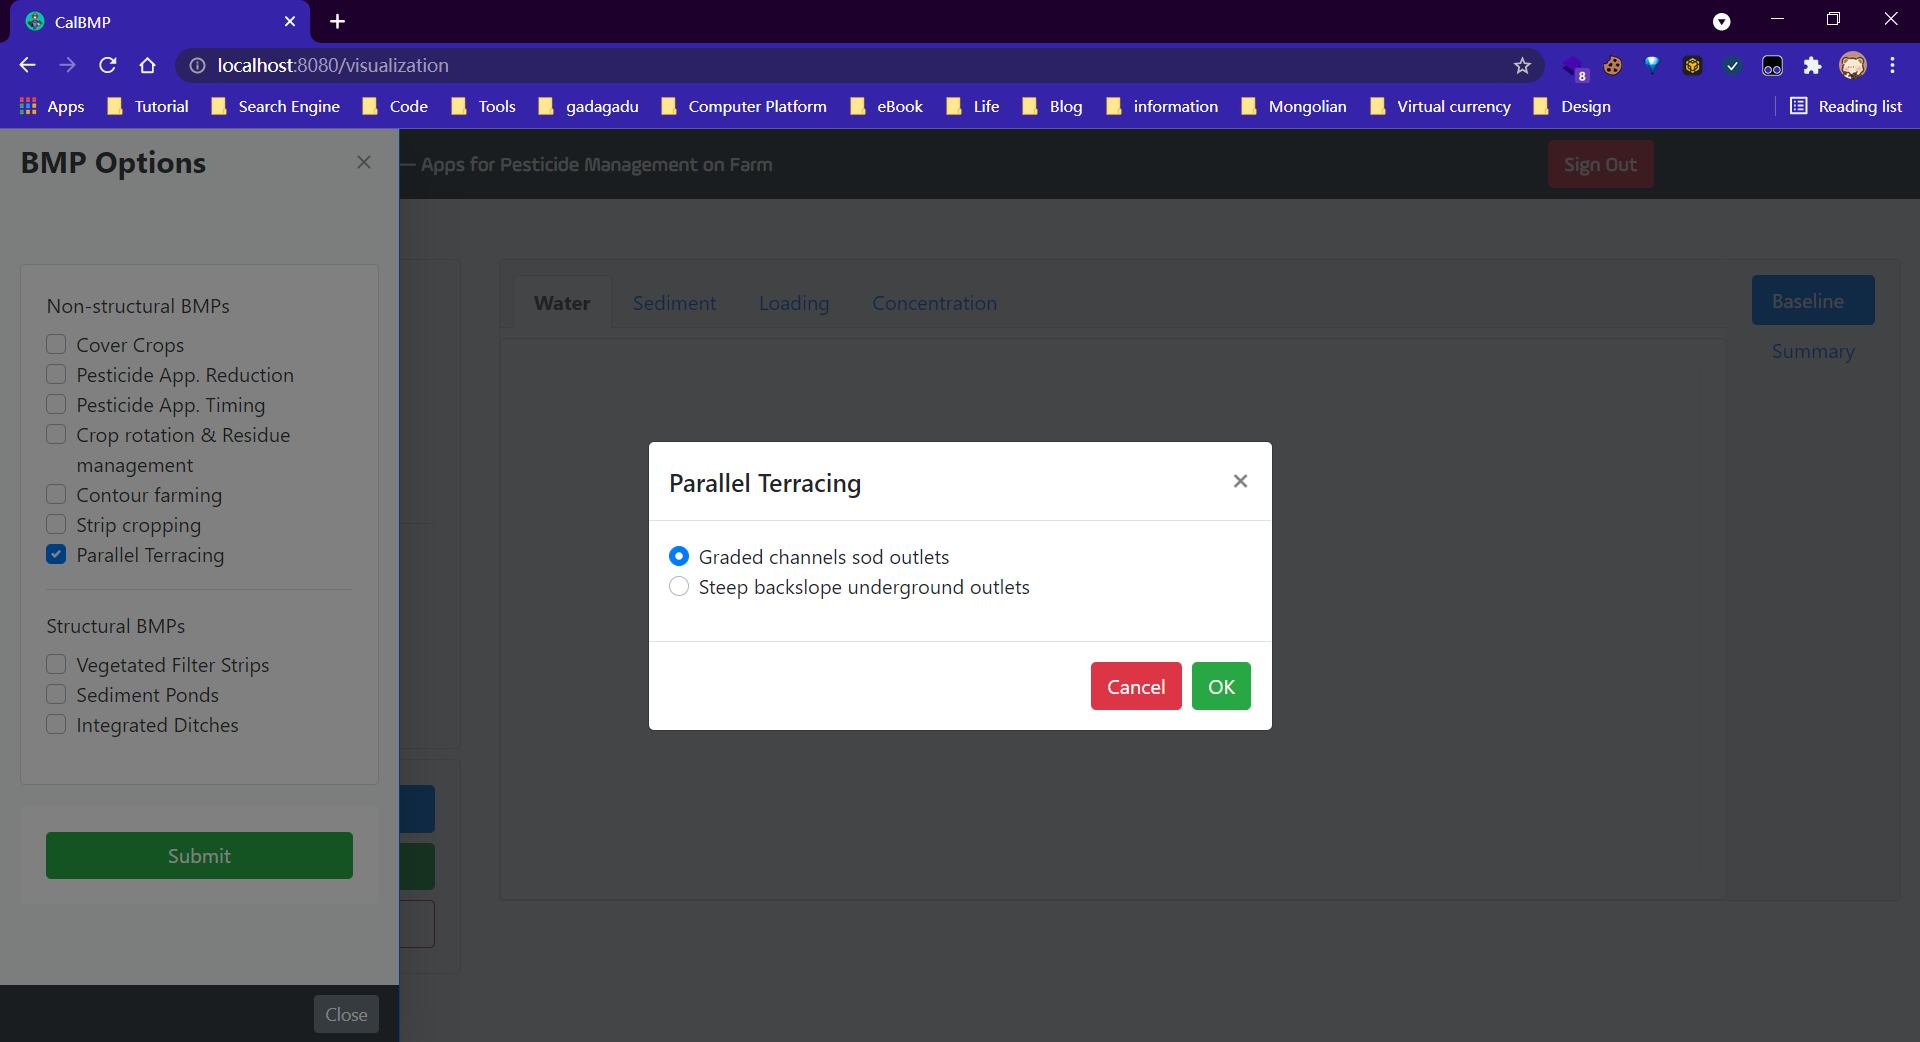 CalBMP
localhost:8080/visualization
8
Apps
Tutorial
Search Engine
Code
Tools
gadagadu
Computer Platform
eBook
Life
Blog
information
Mongolian
Virtual currency
Design
Reading list
BMP Options
— Apps for Pesticide Management on Farm
Sign Out
Non-structural BMPs
Cover Crops
Pesticide App. Reduction
Pesticide App. Timing
Crop rotation & Residue
management
Contour farming
Strip cropping
Parallel Terracing
Structural BMPs
Vegetated Filter Strips
Sediment Ponds
Integrated Ditches
Submit
Close
Water
Sediment
Loading
Concentration
Baseline
Summary
Parallel Terracing
Graded channels sod outlets
Steep backslope underground outlets
Cancel
OK